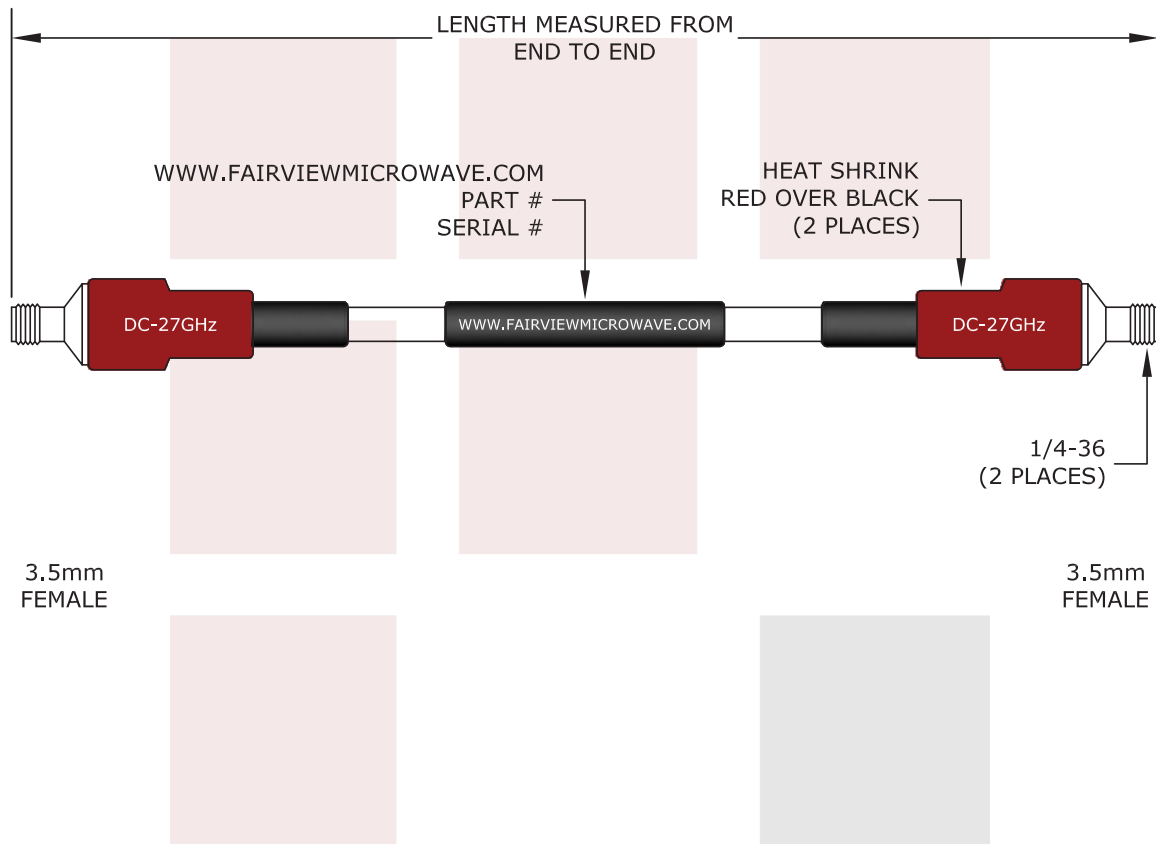 LENGTH MEASURED FROM
END TO END
WWW.FAIRVIEWMICROWAVE.COM
PART #
SERIAL #
HEAT SHRINK
RED OVER BLACK
(2 PLACES)
DC-27GHz
WWW.FAIRVIEWMICROWAVE.COM
DC-27GHz
1/4-36
(2 PLACES)
3.5mm
FEMALE
3.5mm
FEMALE